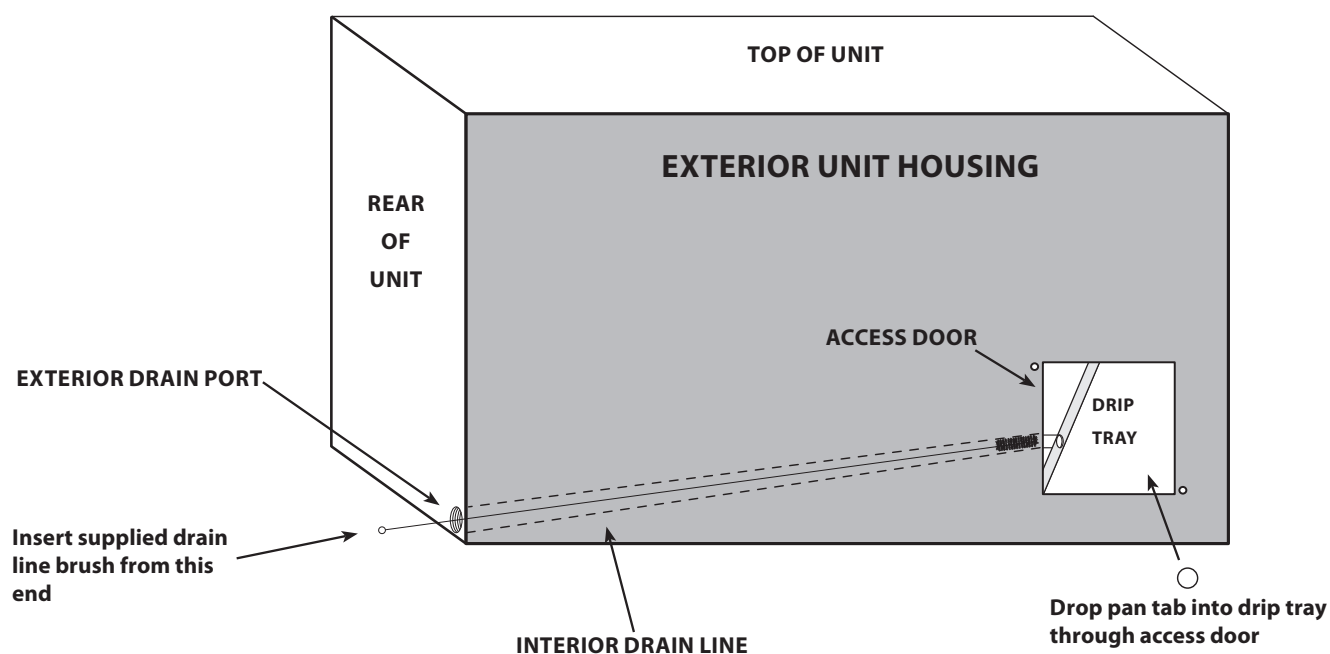 TOP OF UNIT
EXTERIOR UNIT HOUSING
REAR
OF
UNIT
ACCESS DOOR
EXTERIOR DRAIN PORT
DRIP
TRAY
Insert supplied drain
line brush from this
end
INTERIOR DRAIN LINE
Drop pan tab into drip tray
through access door